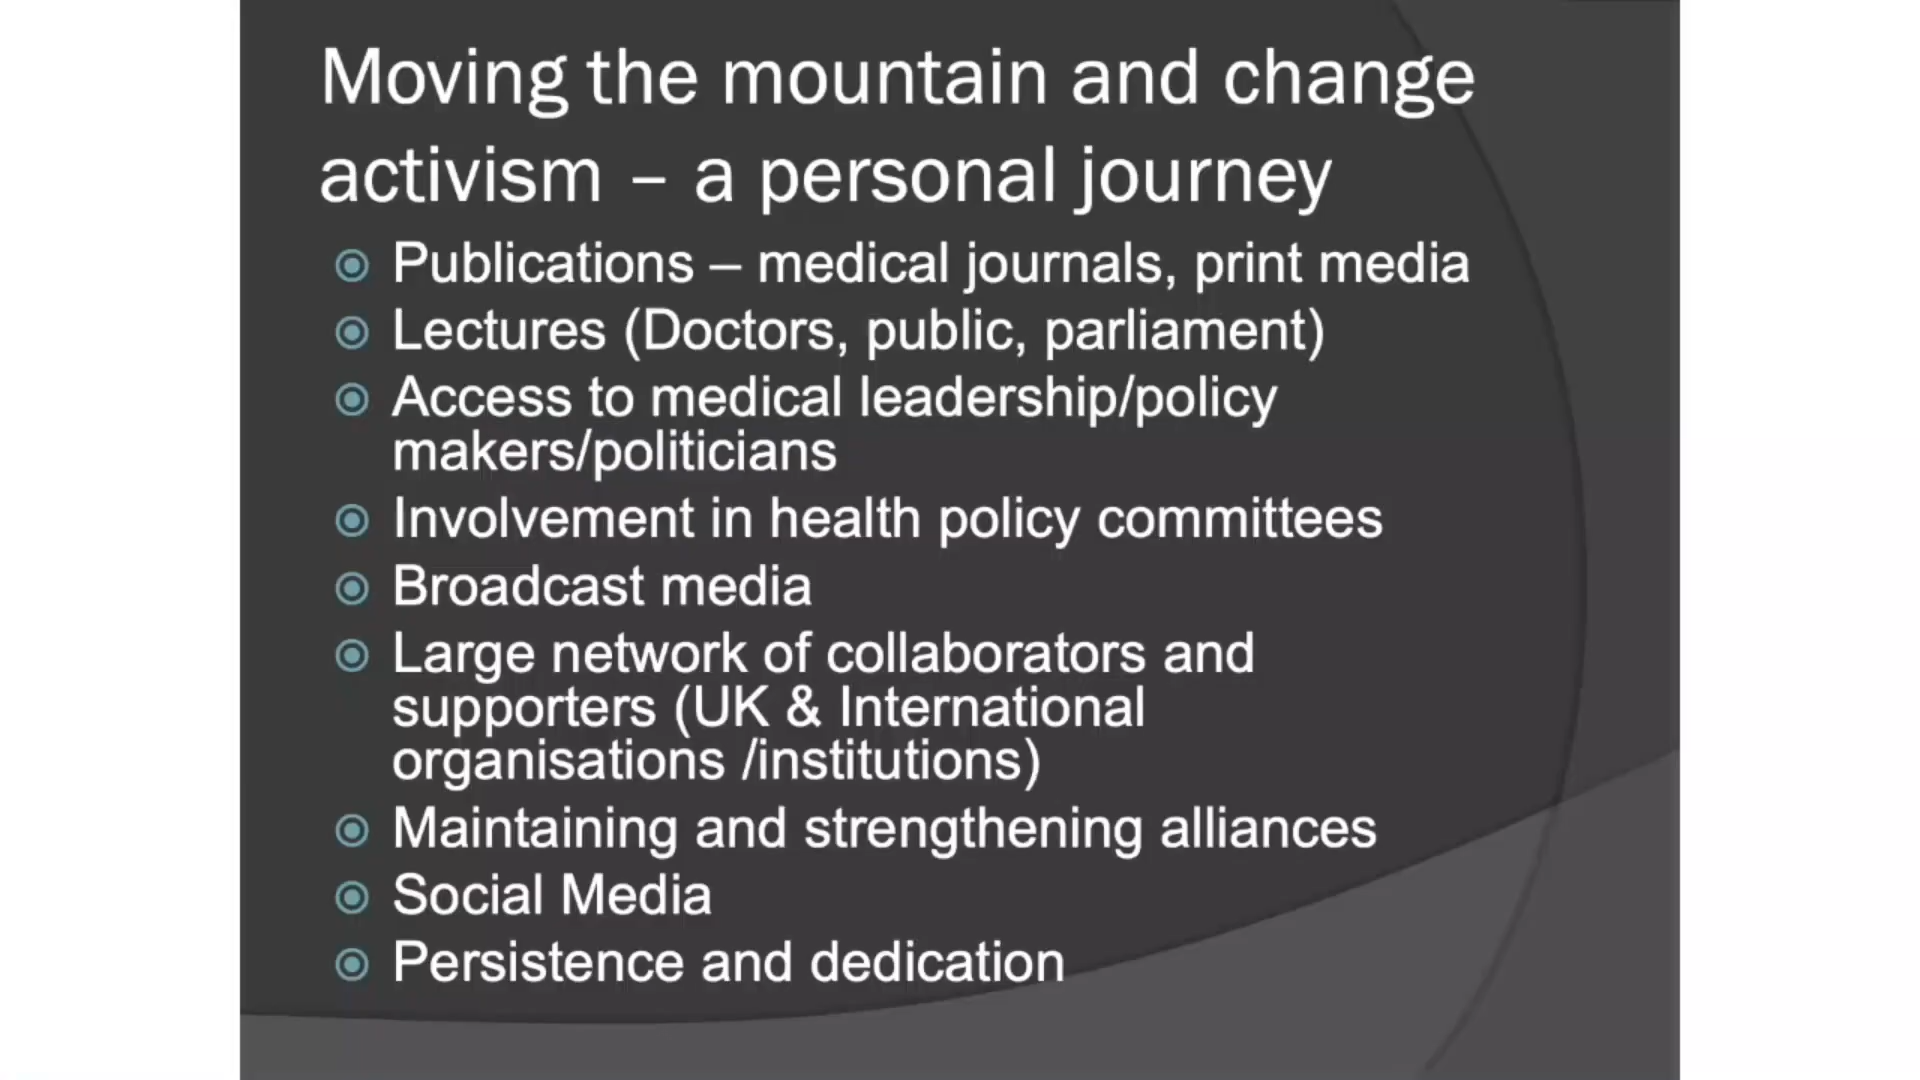 Moving the mountain and change
activism – a personal journey
Publications – medical journals, print media
Lectures (Doctors, public, parliament)
Access to medical leadership/policy
makers/politicians
Involvement in health policy committees
Broadcast media
Large network of collaborators and
supporters (UK & International
organisations /institutions)
Maintaining and strengthening alliances
Social Media
Persistence and dedication